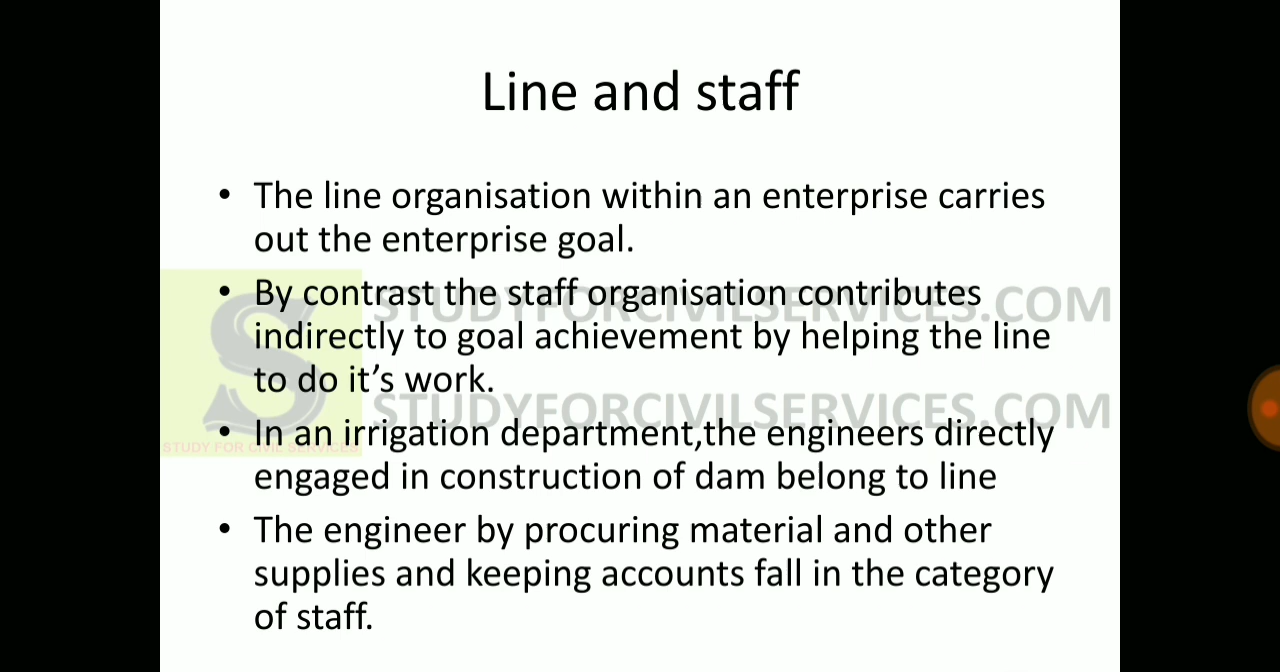 Line and staff
• The line organisation within an enterprise carries
out the enterprise goal.
• By contrast the staff organisation contributes
indirectly to goal achievement by helping the line
to do it’s work.
• In an irrigation department,the engineers directly
engaged in construction of dam belong to line
• The engineer by procuring material and other
supplies and keeping accounts fall in the category
of staff.
STUDYFORCIVILSERVICES.COM
STUDYFORCIVILSERVICES.COM
S
STUDY FOR CIVIL SERVICES